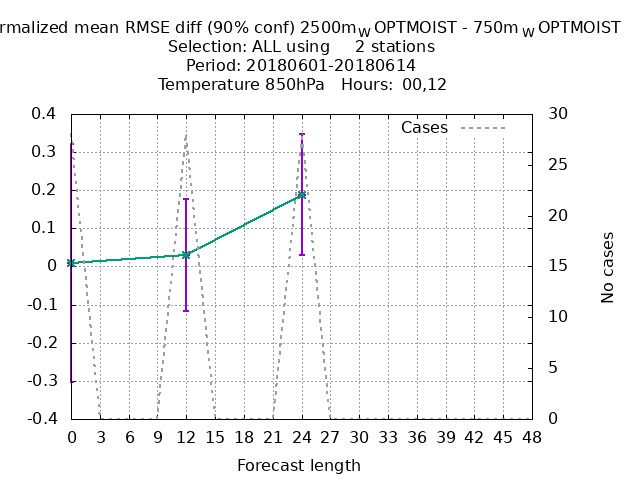 rmalized mean RMSE diff (90% conf) 2500m_W OPTMOIST - 750m_W OPTMOIST
Selection: ALL using 2 stations
Period: 20180601-20180614
Temperature 850hPa Hours: 00,12
Cases
0.4
0.3
0.2
0.1
0
-0.1
-0.2
-0.3
-0.4
30
25
20
15
10
5
0
No cases
0 3 6 9 12 15 18 21 24 27 30 33 36 39 42 45 48
Forecast length